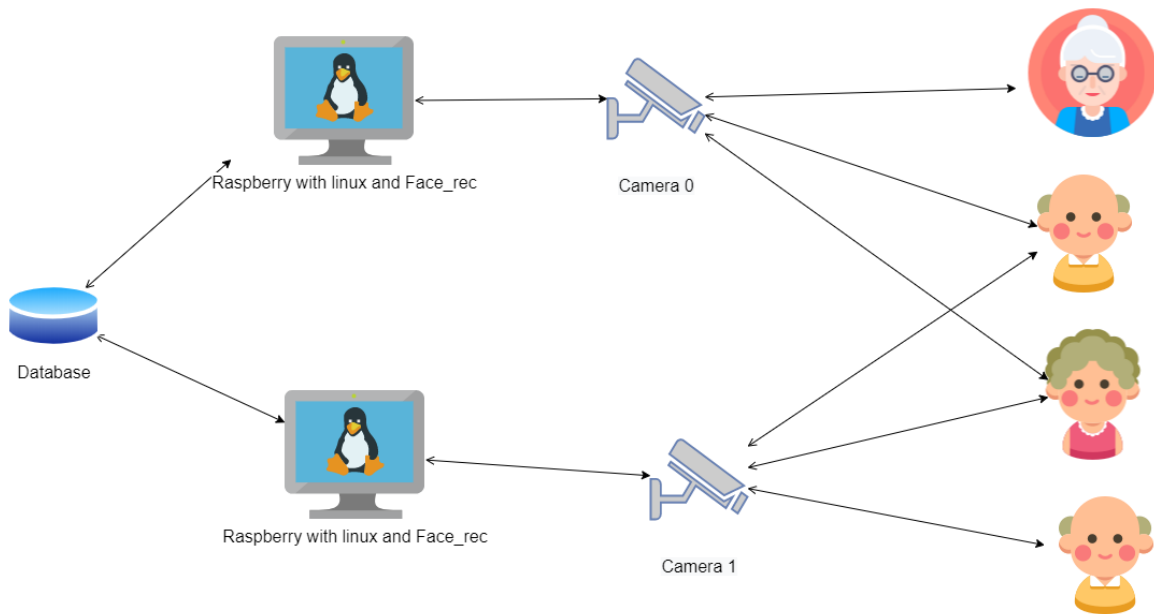 Raspberry with linux and Face_rec
Camera 0
Database
Raspberry with linux and Face_rec
Camera 1